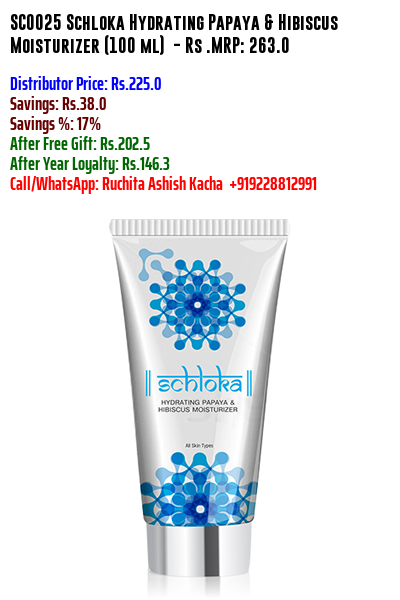 SC0025 Schloka Hydrating Papaya & Hibiscus
Moisturizer (100 ml) - Rs .MRP: 263.0
Distributor Price: Rs.225.0
Savings: Rs.38.0
Savings %: 17%
After Free Gift: Rs.202.5
After Year Loyalty: Rs.146.3
Call/WhatsApp: Ruchita Ashish Kacha +919228812991
schloka
HYDRATING PAPAYA &
HIBISCUS MOISTURIZER
All Skin Types